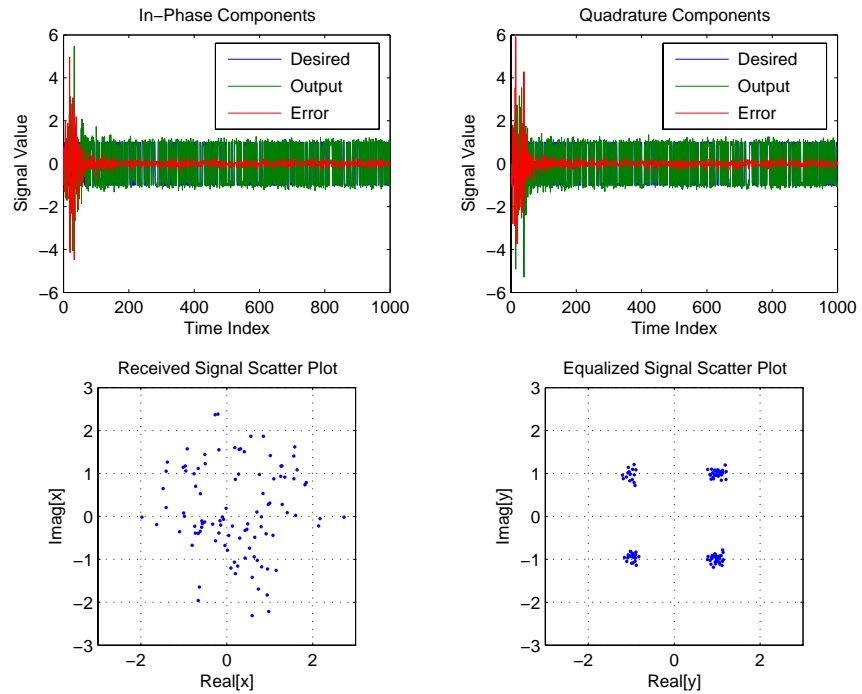 In−Phase Components
6
4
2
0
−2
−4
−6
Signal Value
0 200 400 600 800 1000
Time Index
Desired
Output
Error
Quadrature Components
6
4
2
0
−2
−4
−6
Signal Value
0 200 400 600 800 1000
Time Index
Desired
Output
Error
Received Signal Scatter Plot
3
2
1
0
−1
−2
−3
Imag[x]
−2 0 2
Real[x]
Equalized Signal Scatter Plot
3
2
1
0
−1
−2
−3
Imag[y]
−2 0 2
Real[y]